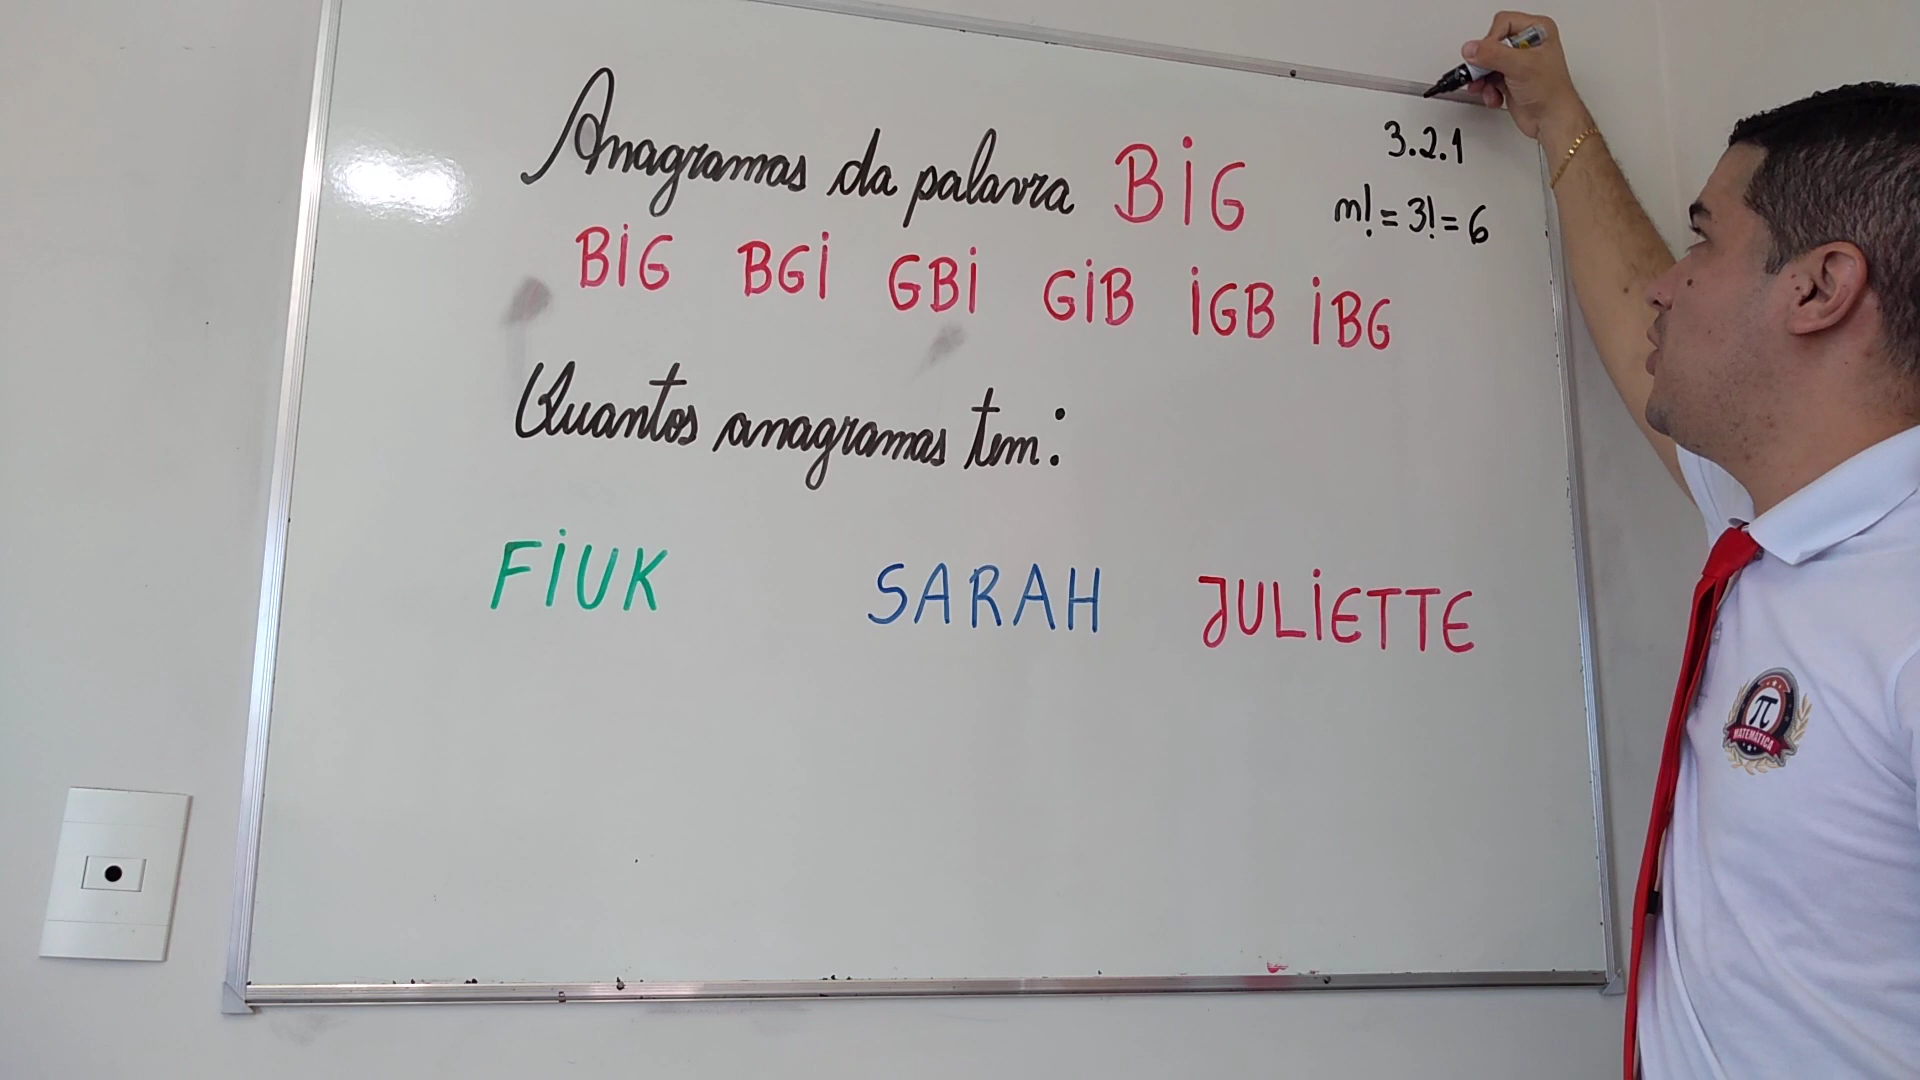 Anagramas da palavra BIG
3.2.1
n! = 3! = 6
BIG BGI GBI GIB IGB IBG
Quantos anagramas tem:
FIUK SARAH JULIETTE
π
MATEMÁTICA